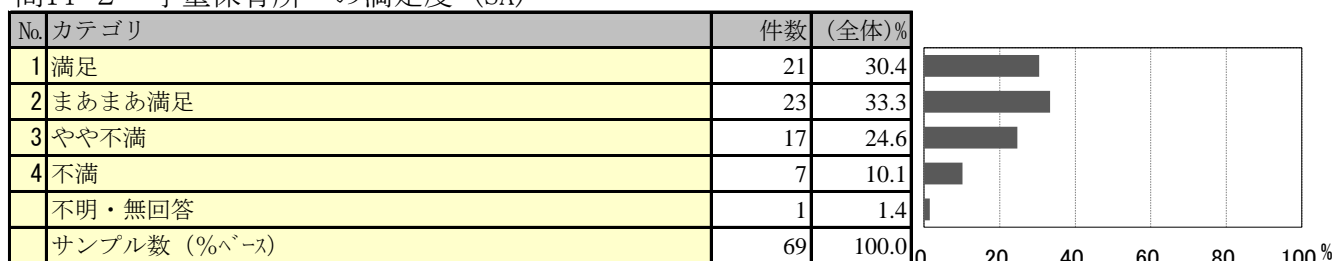 № カテゴリ 件数 (全体)%
1 満足 21 30.4
2 まあまあ満足 23 33.3
3 やや不満 17 24.6
4 不満 7 10.1
不明・無回答 1 1.4
サンプル数 (%ﾍﾞｰｽ) 69 100.0
0 20 40 60 80 100 %